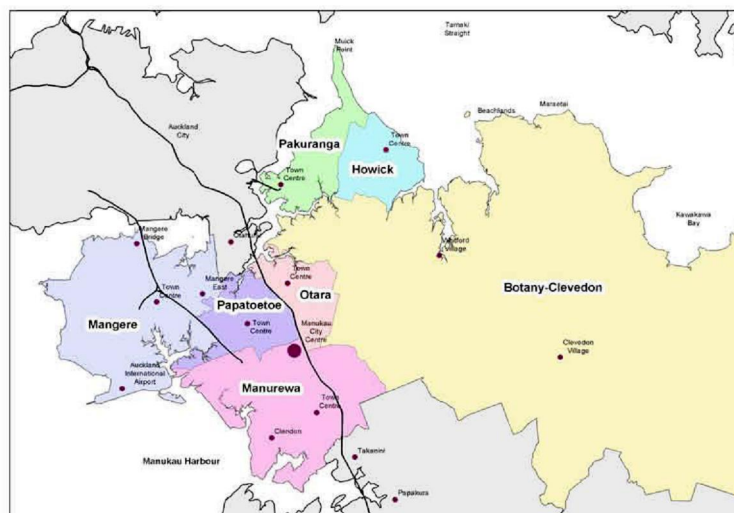 Tamaki
Straight
Musick
Point
Beachlands
Maraetai
Auckland
City
Pakuranga
Town
Centre
Town
Centre
Howick
Kawakawa
Bay
Mangere
Bridge
Whitford
Village
Town
Centre
Mangere
East
Town
Centre
Botany-Clevedon
Papatoetoe
Otara
Mangere
Town
Centre
Manukau
City
Centre
Clevedon
Village
Auckland
International
Airport
Manurewa
Town
Centre
Clendon
Manukau Harbour
Takanini
Papakura